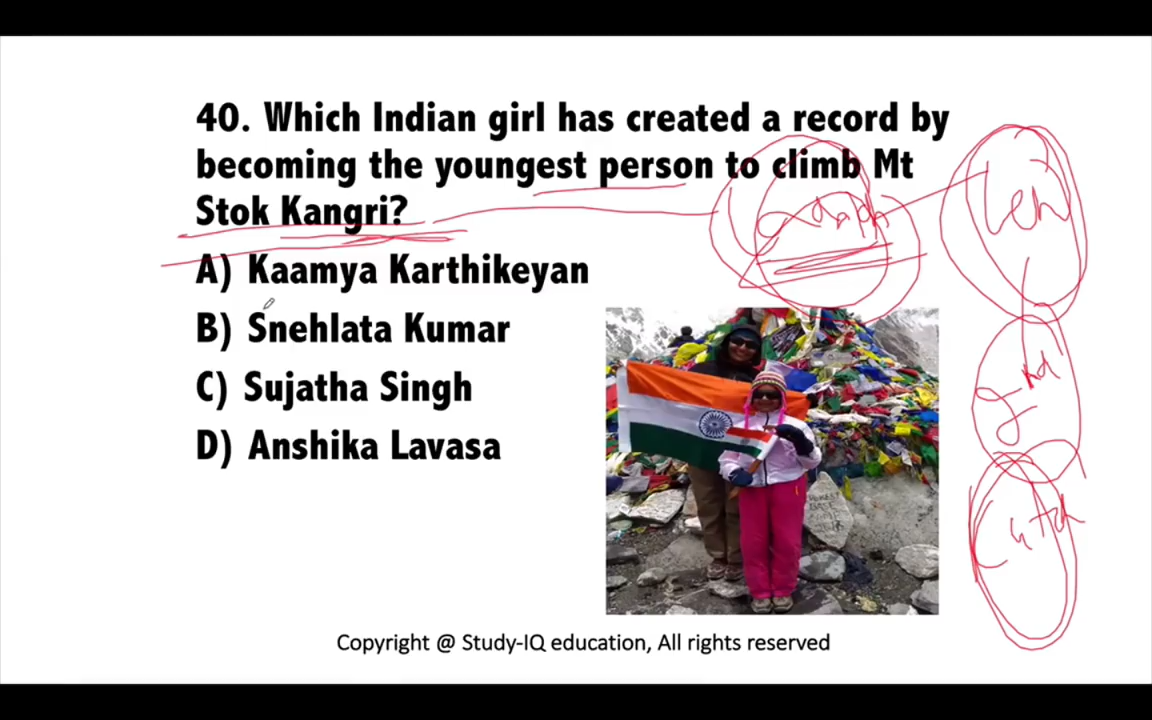 40. Which Indian girl has created a record by
becoming the youngest person to climb Mt
Stok Kangri?
A) Kaamya Karthikeyan
B) Snehlata Kumar
C) Sujatha Singh
D) Anshika Lavasa
Leh
Copyright @ Study-IQ education, All rights reserved